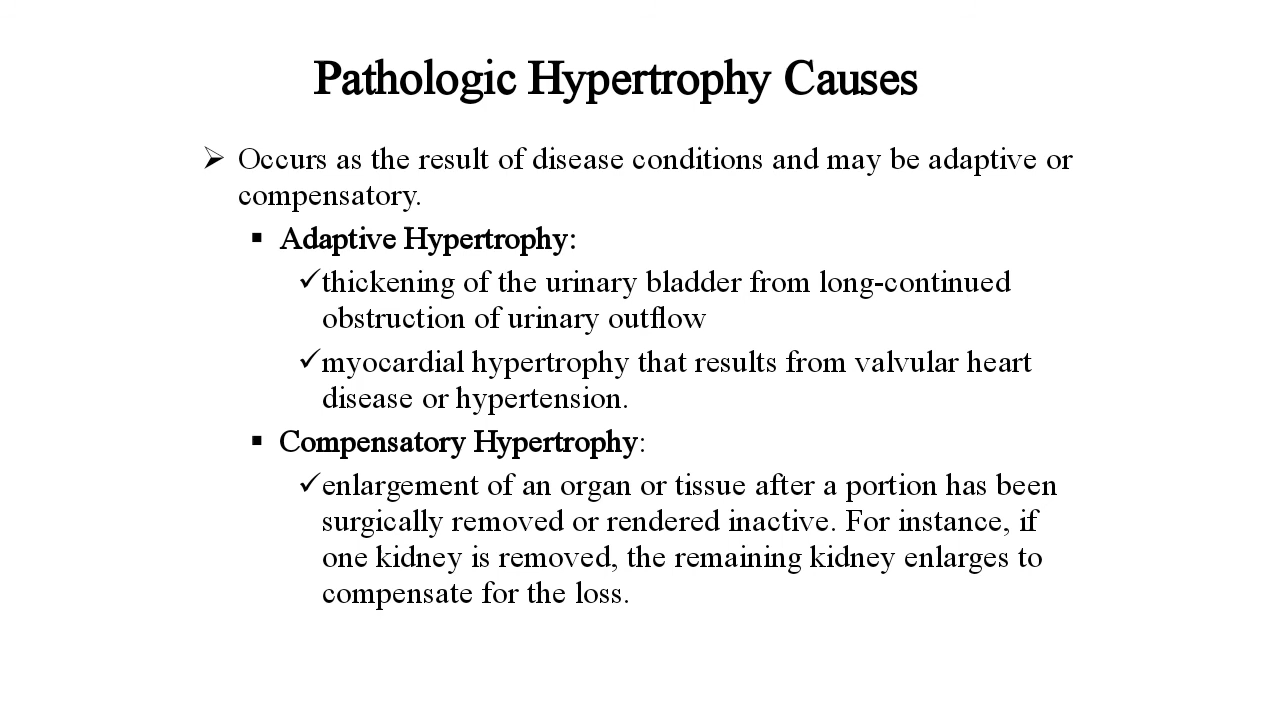 Pathologic Hypertrophy Causes
➢ Occurs as the result of disease conditions and may be adaptive or
compensatory.
▪ Adaptive Hypertrophy:
✓thickening of the urinary bladder from long-continued
obstruction of urinary outflow
✓myocardial hypertrophy that results from valvular heart
disease or hypertension.
▪ Compensatory Hypertrophy:
✓enlargement of an organ or tissue after a portion has been
surgically removed or rendered inactive. For instance, if
one kidney is removed, the remaining kidney enlarges to
compensate for the loss.